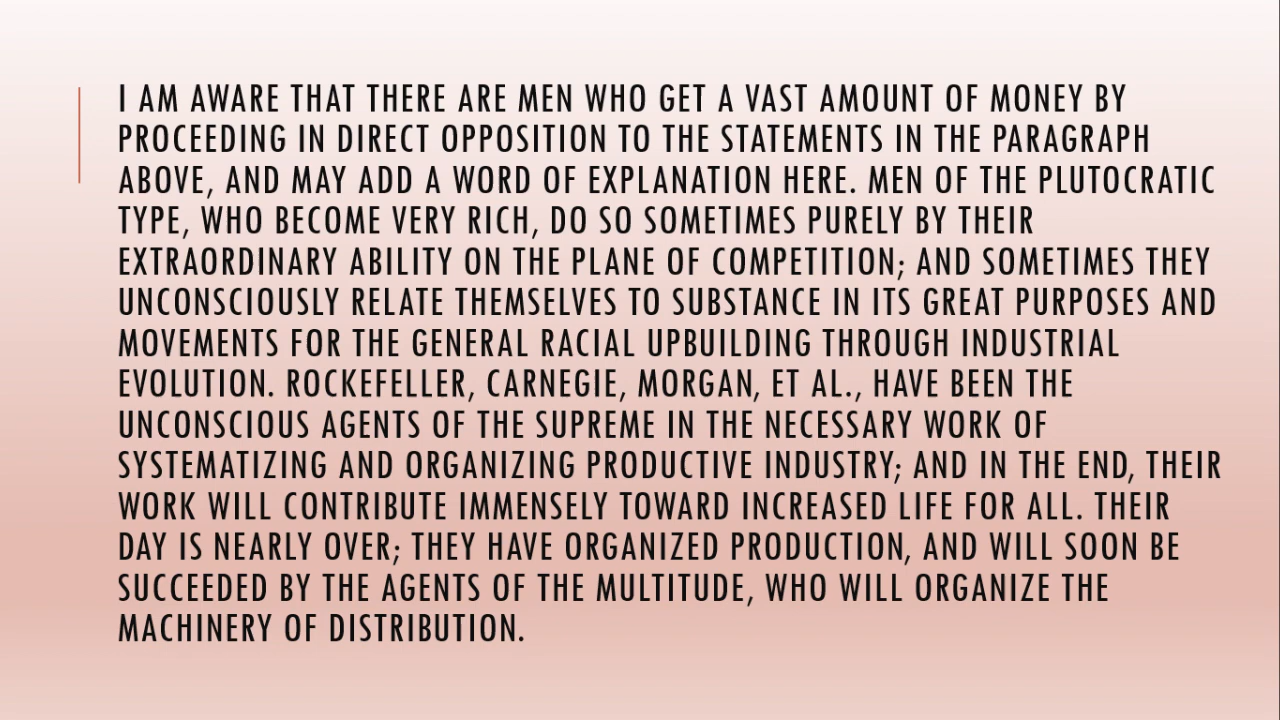 I AM AWARE THAT THERE ARE MEN WHO GET A VAST AMOUNT OF MONEY BY
PROCEEDING IN DIRECT OPPOSITION TO THE STATEMENTS IN THE PARAGRAPH
ABOVE, AND MAY ADD A WORD OF EXPLANATION HERE. MEN OF THE PLUTOCRATIC
TYPE, WHO BECOME VERY RICH, DO SO SOMETIMES PURELY BY THEIR
EXTRAORDINARY ABILITY ON THE PLANE OF COMPETITION; AND SOMETIMES THEY
UNCONSCIOUSLY RELATE THEMSELVES TO SUBSTANCE IN ITS GREAT PURPOSES AND
MOVEMENTS FOR THE GENERAL RACIAL UPBUILDING THROUGH INDUSTRIAL
EVOLUTION. ROCKEFELLER, CARNEGIE, MORGAN, ET AL., HAVE BEEN THE
UNCONSCIOUS AGENTS OF THE SUPREME IN THE NECESSARY WORK OF
SYSTEMATIZING AND ORGANIZING PRODUCTIVE INDUSTRY; AND IN THE END, THEIR
WORK WILL CONTRIBUTE IMMENSELY TOWARD INCREASED LIFE FOR ALL. THEIR
DAY IS NEARLY OVER; THEY HAVE ORGANIZED PRODUCTION, AND WILL SOON BE
SUCCEEDED BY THE AGENTS OF THE MULTITUDE, WHO WILL ORGANIZE THE
MACHINERY OF DISTRIBUTION.